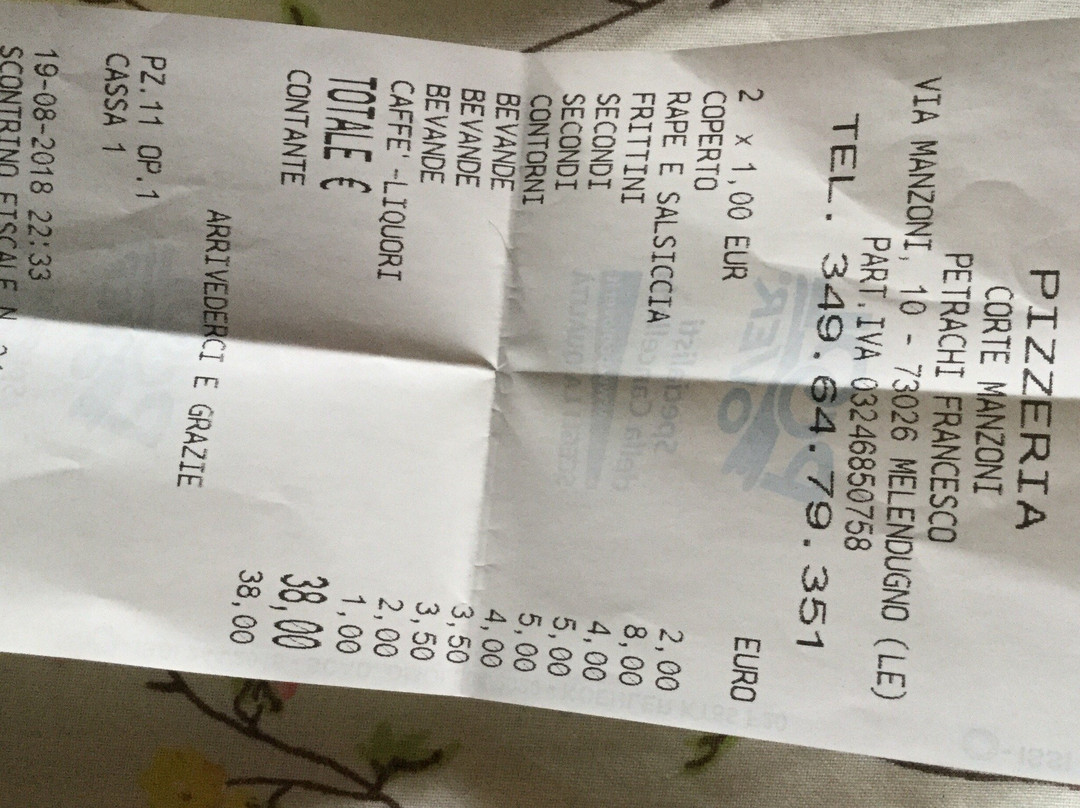 PIZZERIA
CORTE MANZONI
PETRACHI FRANCESCO
VIA MANZONI, 10 - 73026 MELENDUGNO (LE)
PART.IVA 03246850758
TEL. 349.64.79.351
EURO
2 x 1,00 EUR
COPERTO 2,00
RAPE E SALSICCIA 8,00
FRITTINI 4,00
SECONDI 5,00
SECONDI 5,00
CONTORNI 4,00
BEVANDE 3,50
BEVANDE 3,50
BEVANDE 2,00
CAFFE'-LIQUORI 1,00
TOTALE € 38,00
CONTANTE 38,00
ARRIVEDERCI E GRAZIE
PZ.11 OP.1
CASSA 1
19-08-2018 22:33
SCONTRINO FISCALE N.